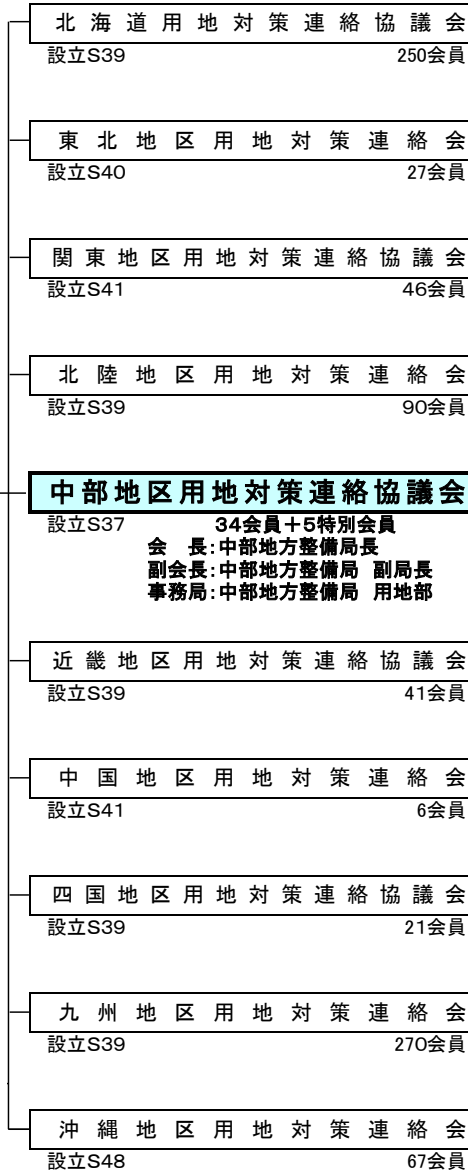 北海道用地対策連絡協議会
設立S39 250会員
東北地区用地対策連絡会
設立S40 27会員
関東地区用地対策連絡協議会
設立S41 46会員
北陸地区用地対策連絡会
設立S39 90会員
中部地区用地対策連絡協議会
設立S37 34会員＋5特別会員
会　長：中部地方整備局長
副会長：中部地方整備局　副局長
事務局：中部地方整備局　用地部
近畿地区用地対策連絡協議会
設立S39 41会員
中国地区用地対策連絡会
設立S41 6会員
四国地区用地対策連絡協議会
設立S39 21会員
九州地区用地対策連絡会
設立S39 270会員
沖縄地区用地対策連絡会
設立S48 67会員